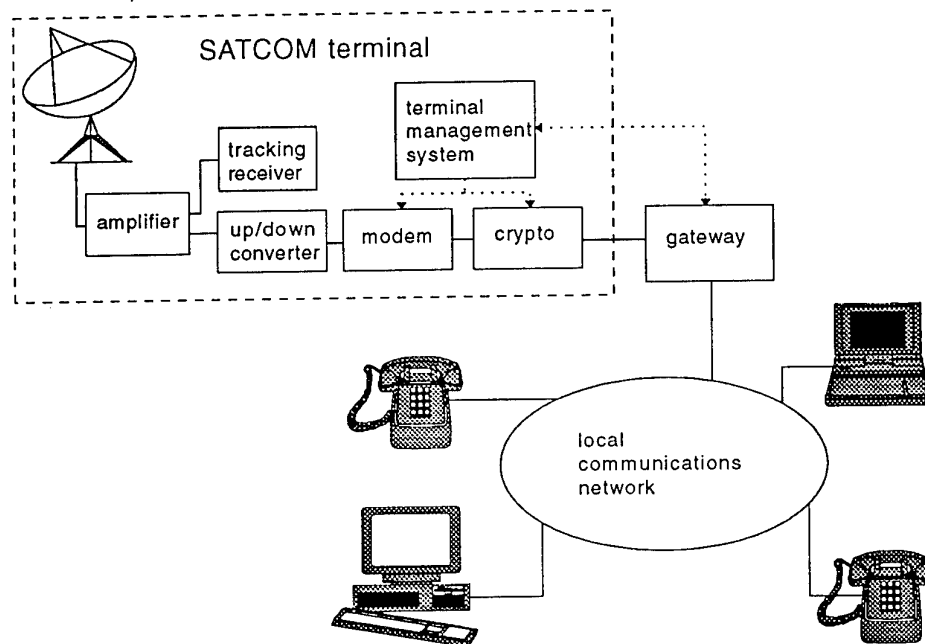 SATCOM terminal
terminal
management
system
tracking
receiver
amplifier
up/down
converter
modem
crypto
gateway
local
communications
network